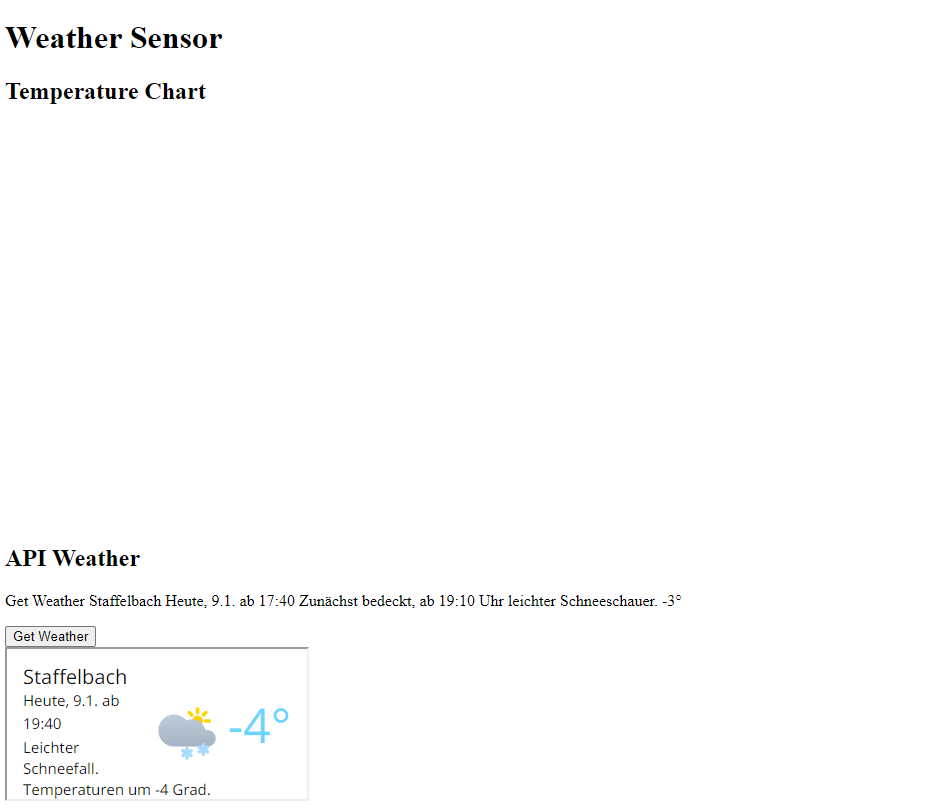 Weather Sensor
Temperature Chart
API Weather
Get Weather Staffelbach Heute, 9.1. ab 17:40 Zunächst bedeckt, ab 19:10 Uhr leichter Schneeschauer. -3°
Get Weather
Staffelbach
Heute, 9.1. ab
19:40
Leichter
Schneefall.
Temperaturen um -4 Grad.
-4°